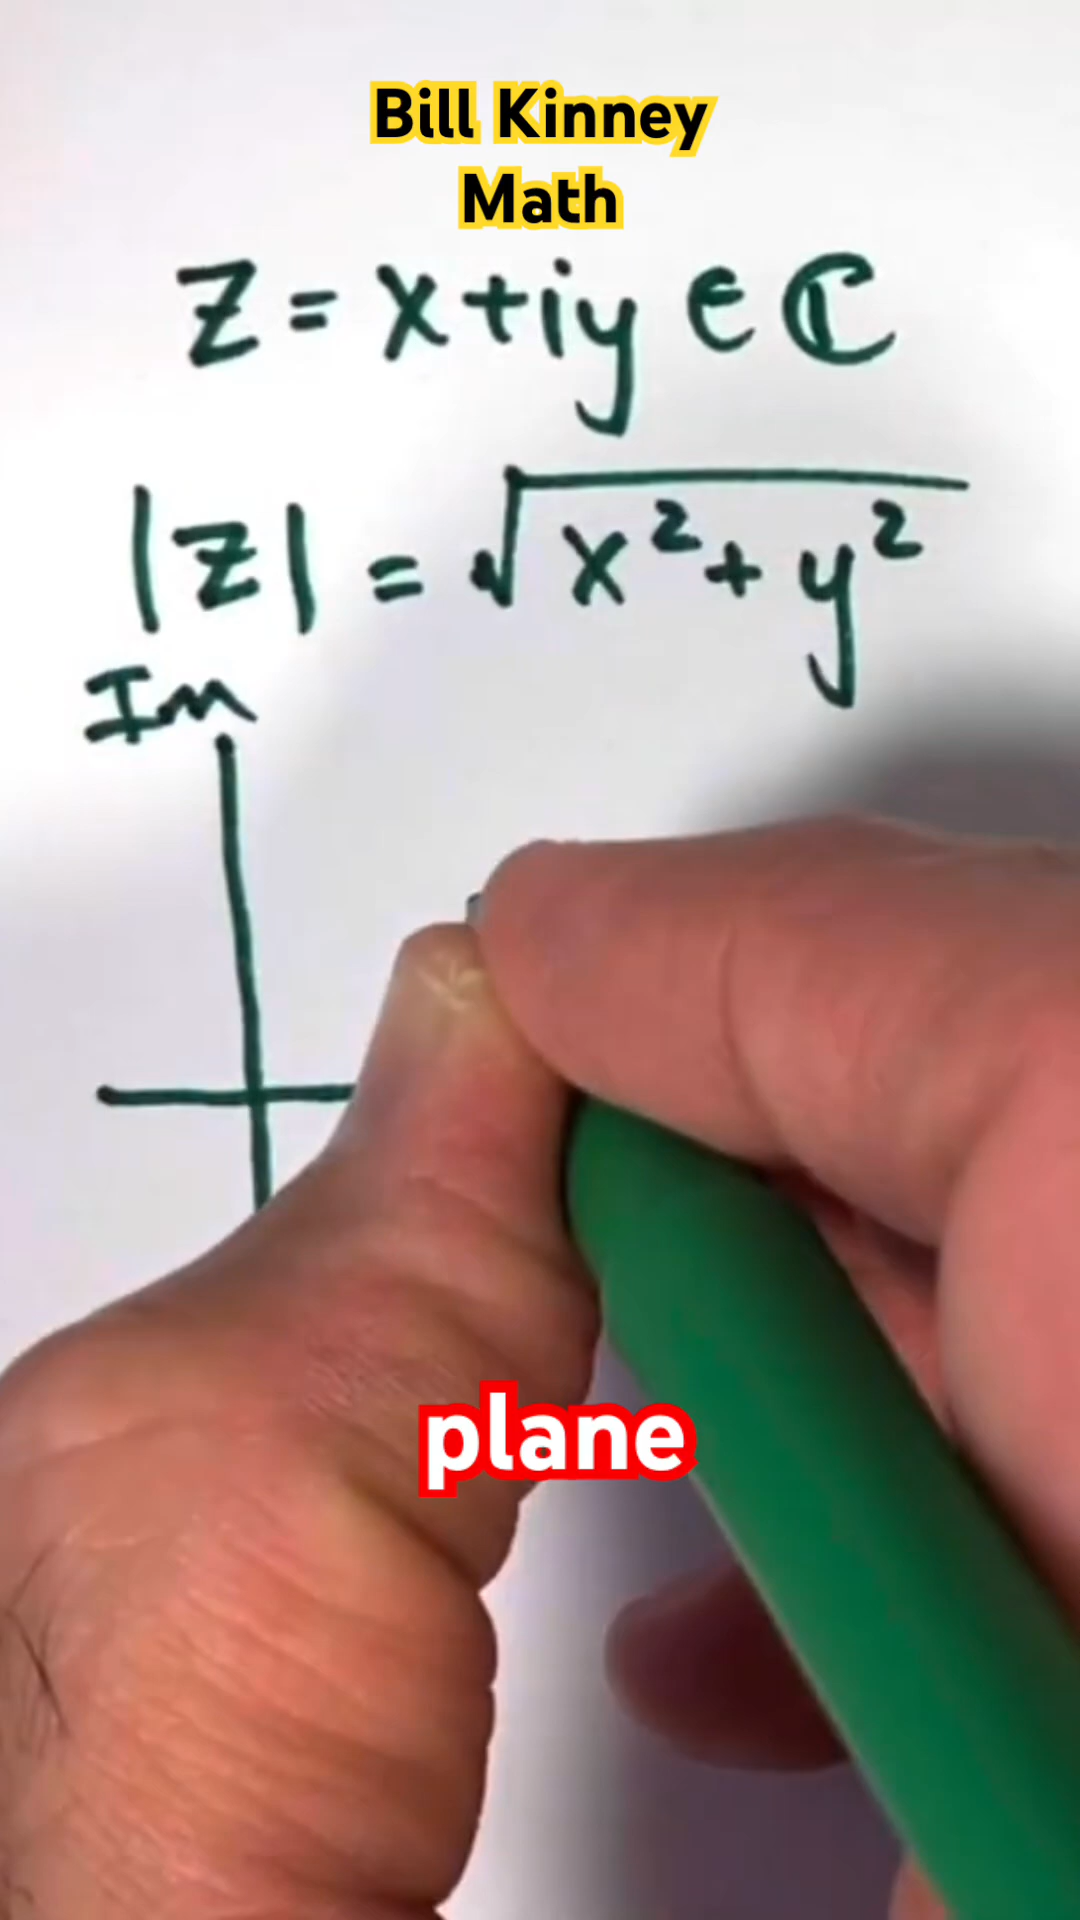 Bill Kinney
Math
z = x + iy ∈ ℂ
|z| = √(x² + y²)
Im
plane